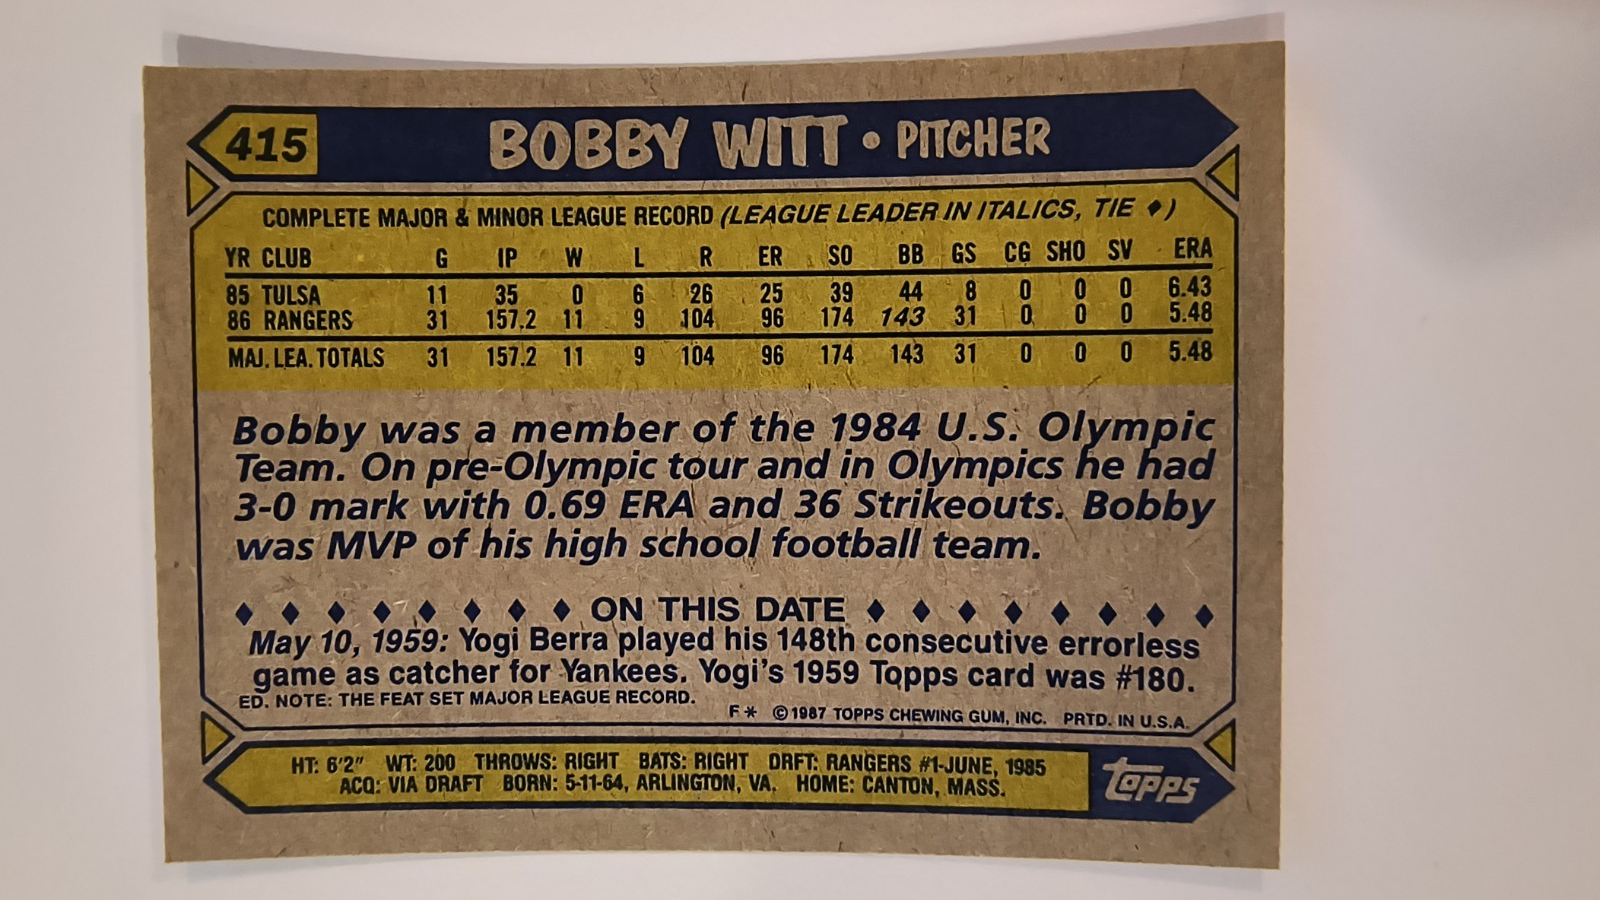 415 BOBBY WITT • PITCHER
COMPLETE MAJOR & MINOR LEAGUE RECORD (LEAGUE LEADER IN ITALICS, TIE ♦)
YR CLUB G IP W L R ER SO BB GS CG SHO SV ERA
85 TULSA 11 35 0 6 26 25 39 44 8 0 0 0 6.43
86 RANGERS 31 157.2 11 9 104 96 174 143 31 0 0 0 5.48
MAJ. LEA. TOTALS 31 157.2 11 9 104 96 174 143 31 0 0 0 5.48
Bobby was a member of the 1984 U.S. Olympic
Team. On pre-Olympic tour and in Olympics he had
3-0 mark with 0.69 ERA and 36 Strikeouts. Bobby
was MVP of his high school football team.
♦ ♦ ♦ ♦ ♦ ♦ ♦ ♦ ON THIS DATE ♦ ♦ ♦ ♦ ♦ ♦ ♦ ♦
May 10, 1959: Yogi Berra played his 148th consecutive errorless
game as catcher for Yankees. Yogi's 1959 Topps card was #180.
ED. NOTE: THE FEAT SET MAJOR LEAGUE RECORD.
F* ©1987 TOPPS CHEWING GUM, INC. PRTD. IN U.S.A.
HT: 6'2" WT: 200 THROWS: RIGHT BATS: RIGHT DRFT: RANGERS #1-JUNE, 1985
ACQ: VIA DRAFT BORN: 5-11-64, ARLINGTON, VA. HOME: CANTON, MASS.
topps